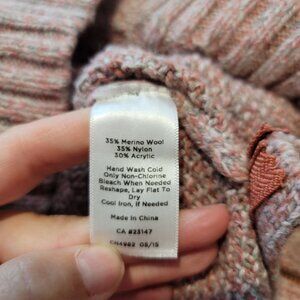 35% Merino Wool
35% Nylon
30% Acrylic
Hand Wash Cold
Only Non-Chlorine
Bleach When Needed
Reshape, Lay Flat To
Dry
Cool Iron, if Needed
Made In China
CA #23147
CN4982 05/15